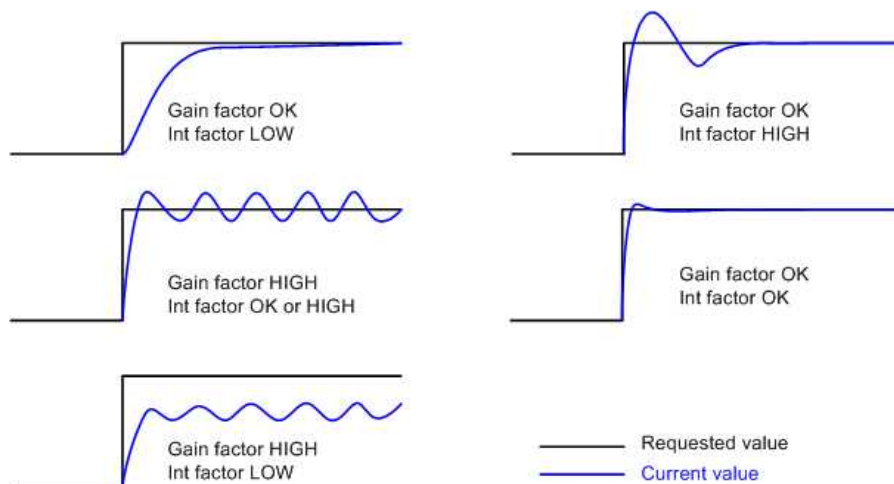 Gain factor OK
Int factor LOW
Gain factor OK
Int factor HIGH
Gain factor HIGH
Int factor OK or HIGH
Gain factor OK
Int factor OK
Gain factor HIGH
Int factor LOW
Requested value
Current value